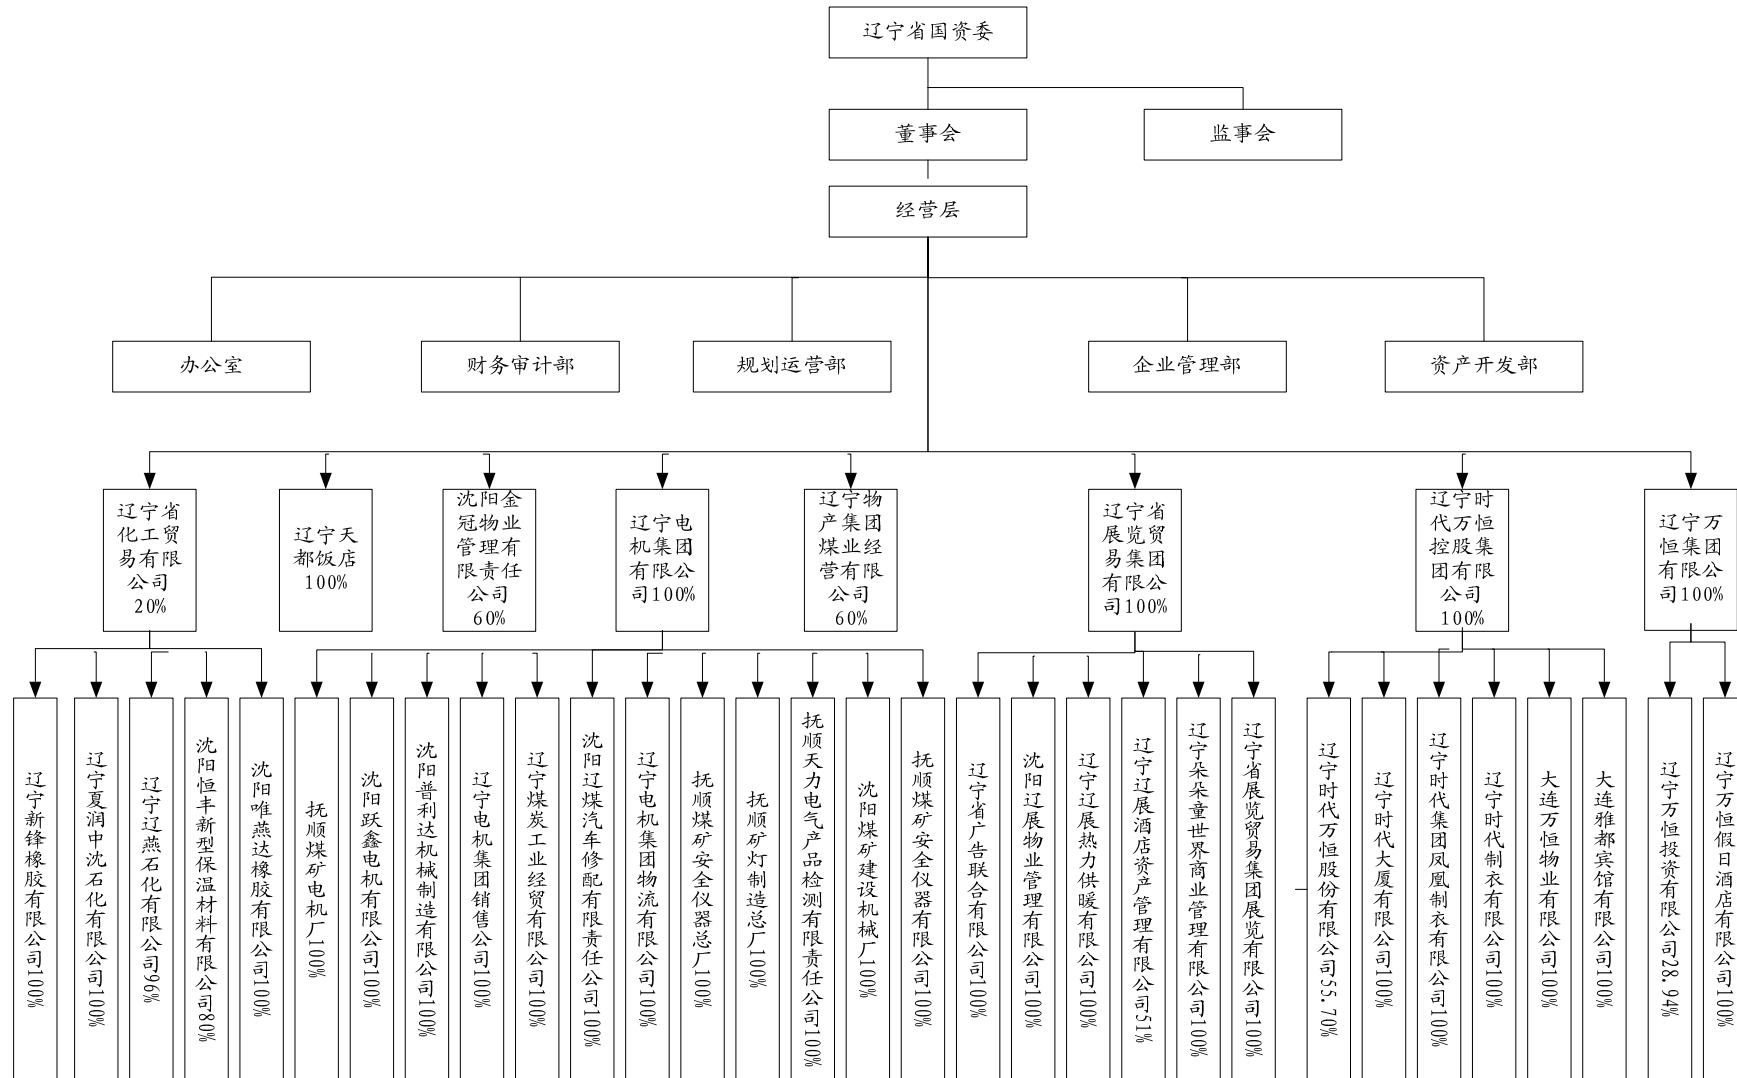 辽宁省国资委
董事会
监事会
经营层
办公室
财务审计部
规划运营部
企业管理部
资产开发部
辽宁省
化工贸
易有限
公司
20%
辽宁天
都饭店
100%
沈阳金
冠物业
管理有
限责任
公司
60%
辽宁电
机集团
有限公
司100%
辽宁物
产集团
煤业经
营有限
公司
60%
辽宁省
展览贸
易集团
有限公
司100%
辽宁时
代万恒
控股集
团有限
公司
100%
辽宁万
恒集团
有限公
司100%
辽宁新锋橡胶有限公司100%
辽宁夏润中沈石化有限公司100%
辽宁辽燕石化有限公司96%
沈阳恒丰新型保温材料有限公司80%
沈阳唯燕达橡胶有限公司100%
抚顺煤矿电机厂100%
沈阳跃鑫电机有限公司100%
沈阳普利达机械制造有限公司100%
辽宁电机集团销售公司100%
辽宁煤炭工业经贸有限公司100%
沈阳辽煤汽车修配有限责任公司100%
辽宁电机集团物流有限公司100%
抚顺煤矿安全仪器总厂100%
抚顺矿灯制造总厂100%
抚顺天力电气产品检测有限责任公司100%
沈阳煤矿建设机械厂100%
抚顺煤矿安全仪器有限公司100%
辽宁省广告联合有限公司100%
沈阳辽展物业管理有限公司100%
辽宁辽展热力供暖有限公司100%
辽宁辽展酒店资产管理有限公司51%
辽宁朵朵童世界商业管理有限公司100%
辽宁省展览贸易集团展览有限公司100%
辽宁时代万恒股份有限公司55.70%
辽宁时代大厦有限公司100%
辽宁时代集团凤凰制衣有限公司100%
辽宁时代制衣有限公司100%
大连万恒物业有限公司100%
大连雅都宾馆有限公司100%
辽宁万恒投资有限公司28.94%
辽宁万恒假日酒店有限公司100%